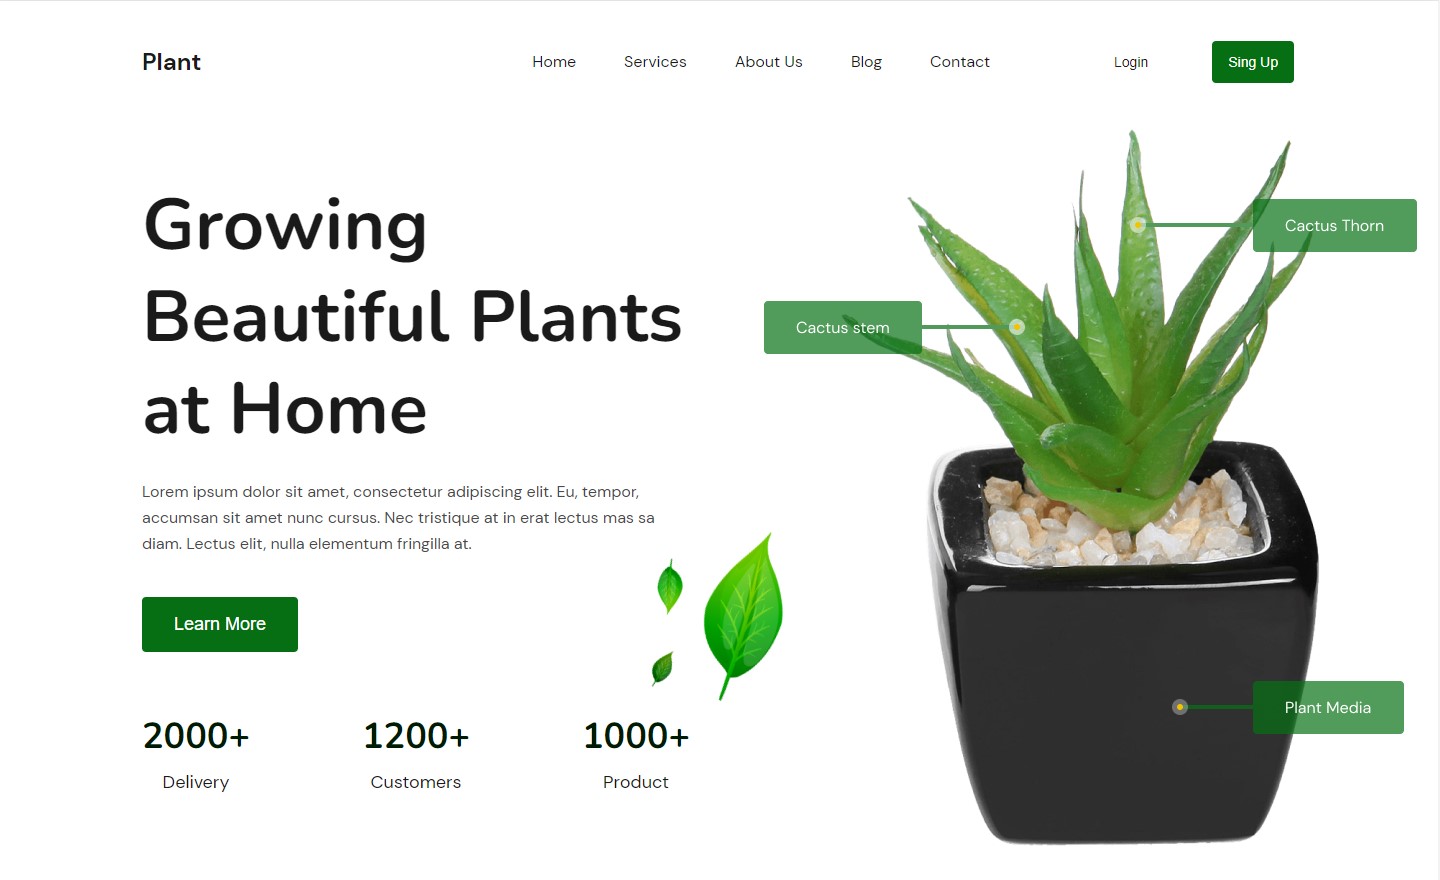 Plant
Home
Services
About Us
Blog
Contact
Login
Sing Up
Growing
Beautiful Plants
at Home
Lorem ipsum dolor sit amet, consectetur adipiscing elit. Eu, tempor,
accumsan sit amet nunc cursus. Nec tristique at in erat lectus mas sa
diam. Lectus elit, nulla elementum fringilla at.
Learn More
2000+
Delivery
1200+
Customers
1000+
Product
Cactus Thorn
Cactus stem
Plant Media